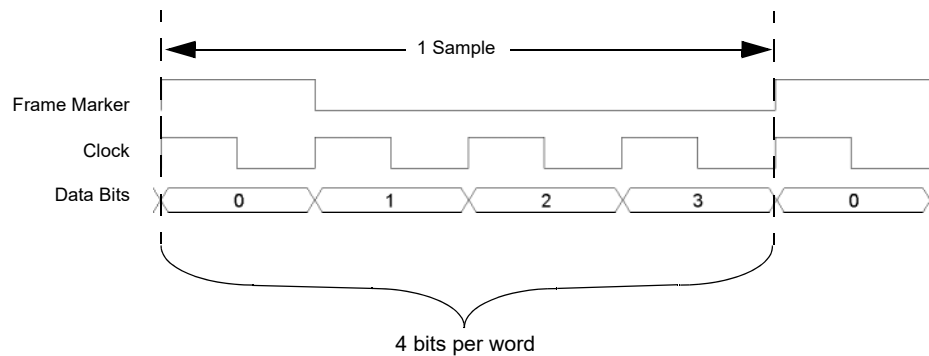 1 Sample
Frame Marker
Clock
Data Bits 0 1 2 3 0
4 bits per word